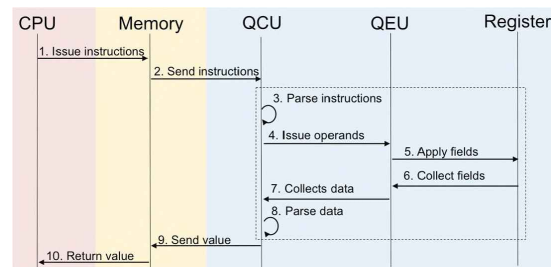 CPU Memory QCU QEU Register
1. Issue instructions
2. Send instructions
3. Parse instructions
4. Issue operands
5. Apply fields
6. Collect fields
7. Collects data
8. Parse data
9. Send value
10. Return value